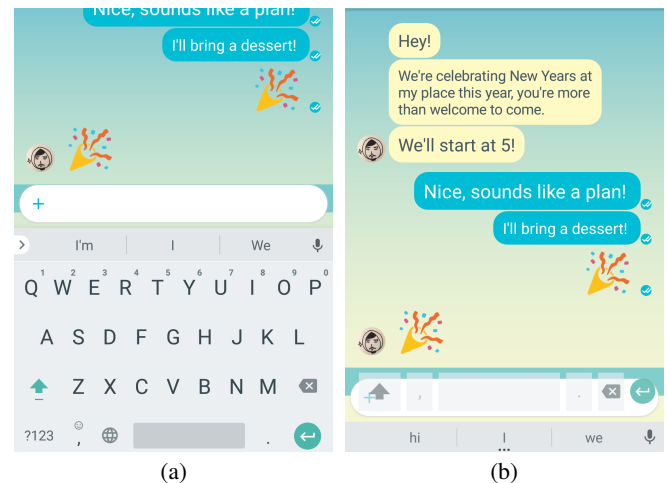 Nice, sounds like a plan!
I'll bring a dessert!
+
I'm I We
1 2 3 4 5 6 7 8 9 0
Q W E R T Y U I O P
A S D F G H J K L
Z X C V B N M
?123 , .
(a)
Hey!
We're celebrating New Years at
my place this year, you're more
than welcome to come.
We'll start at 5!
Nice, sounds like a plan!
I'll bring a dessert!
+ , .
hi I we
(b)